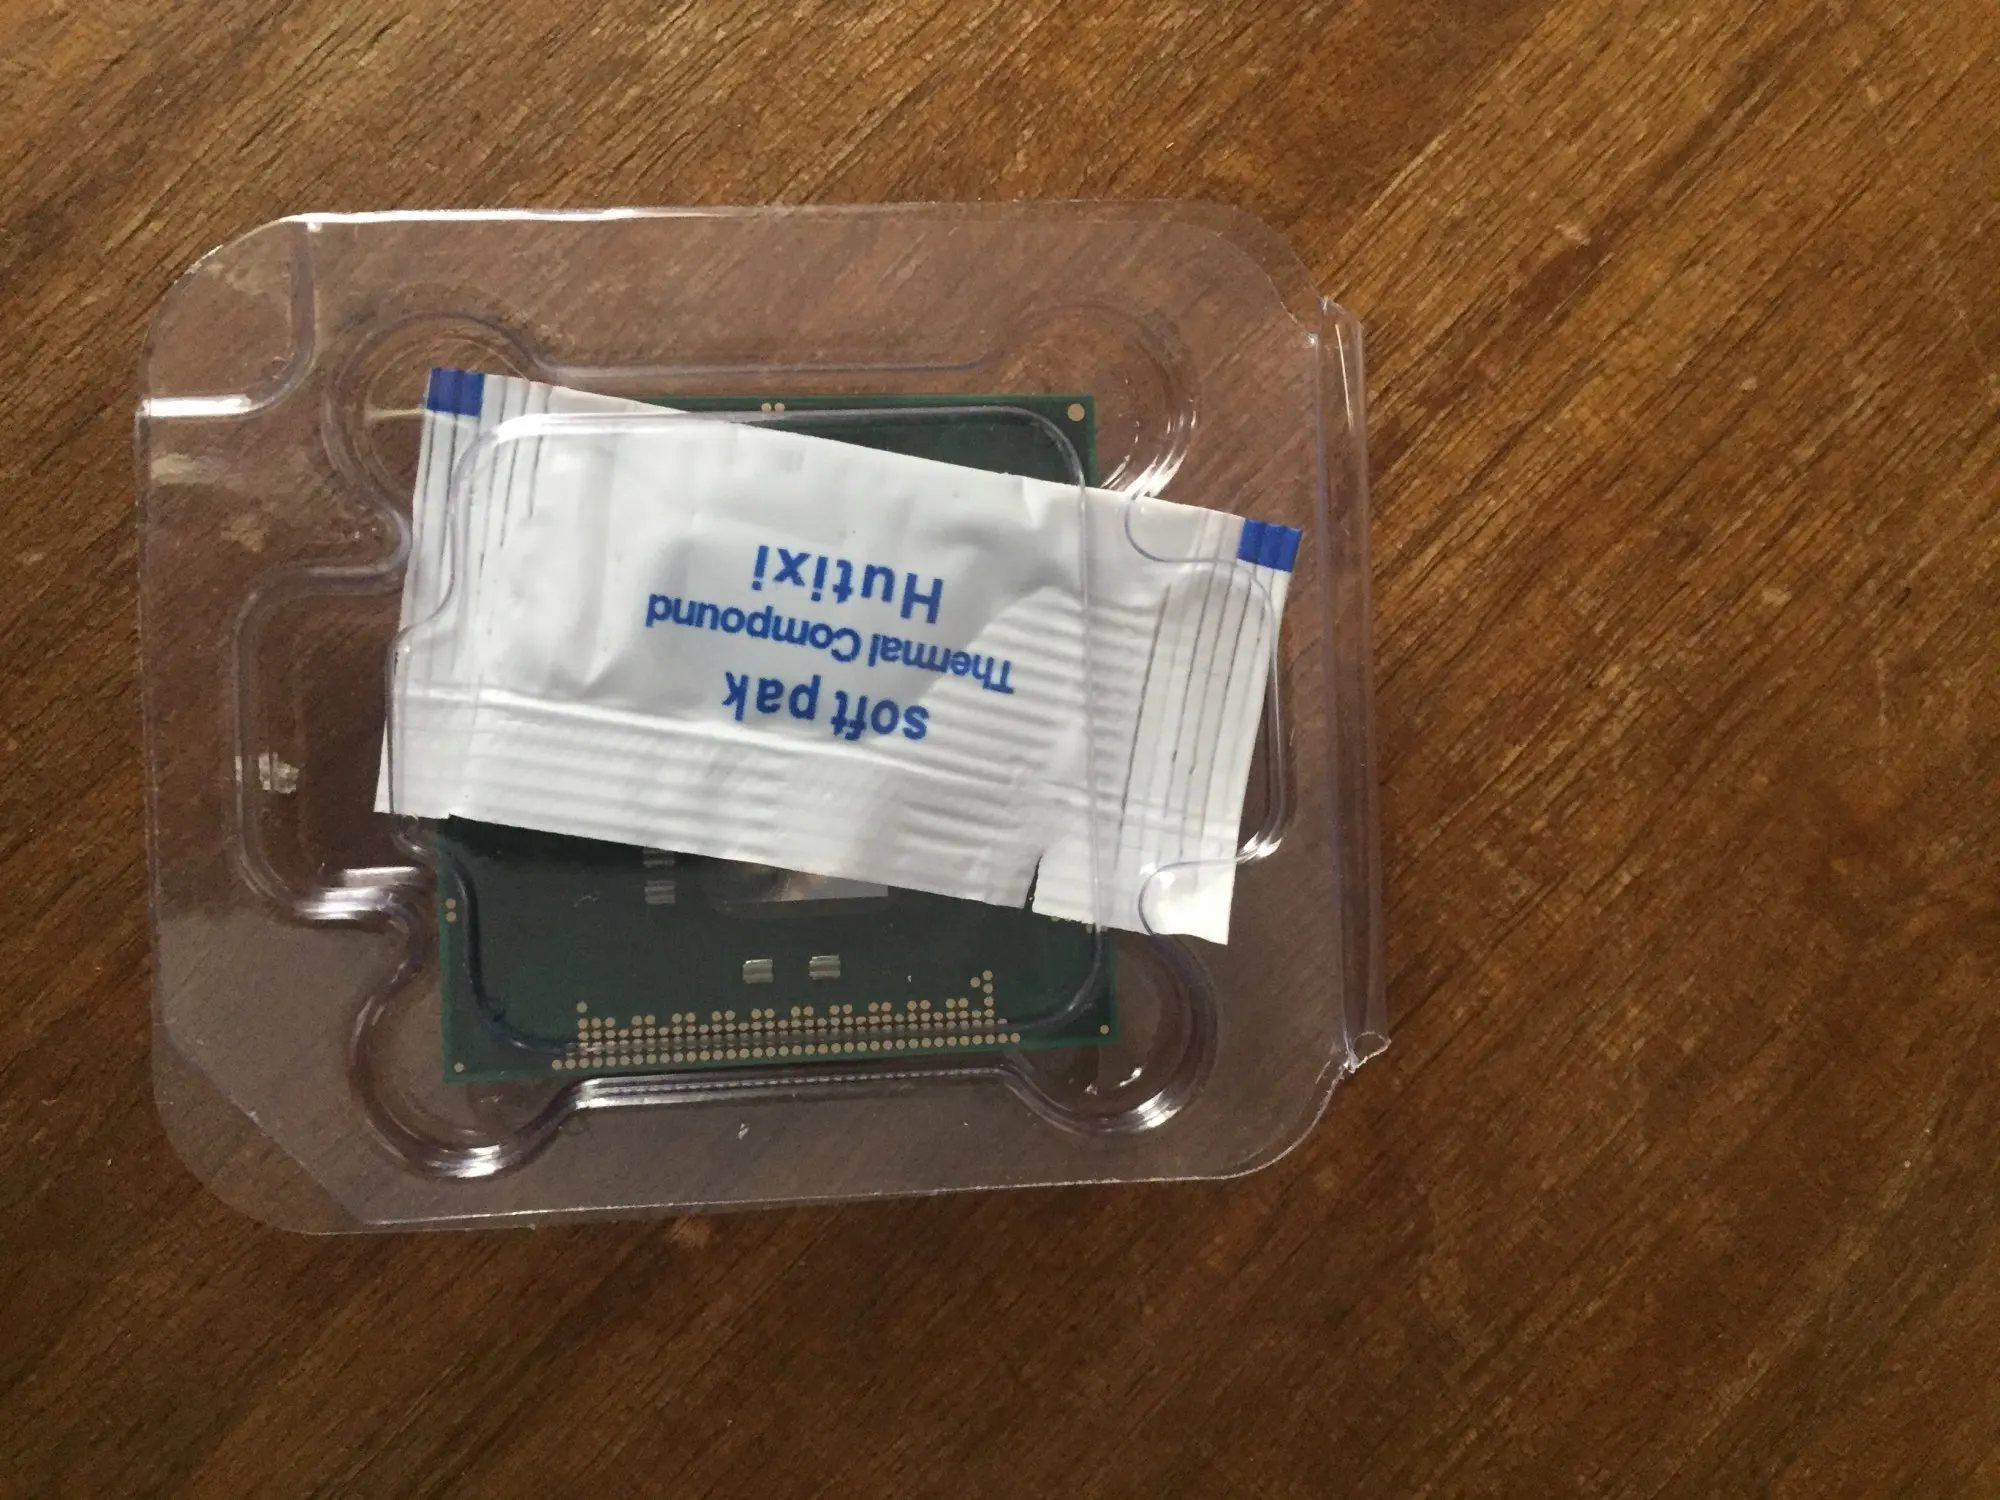 soft pak
Thermal Compound
Hutixi